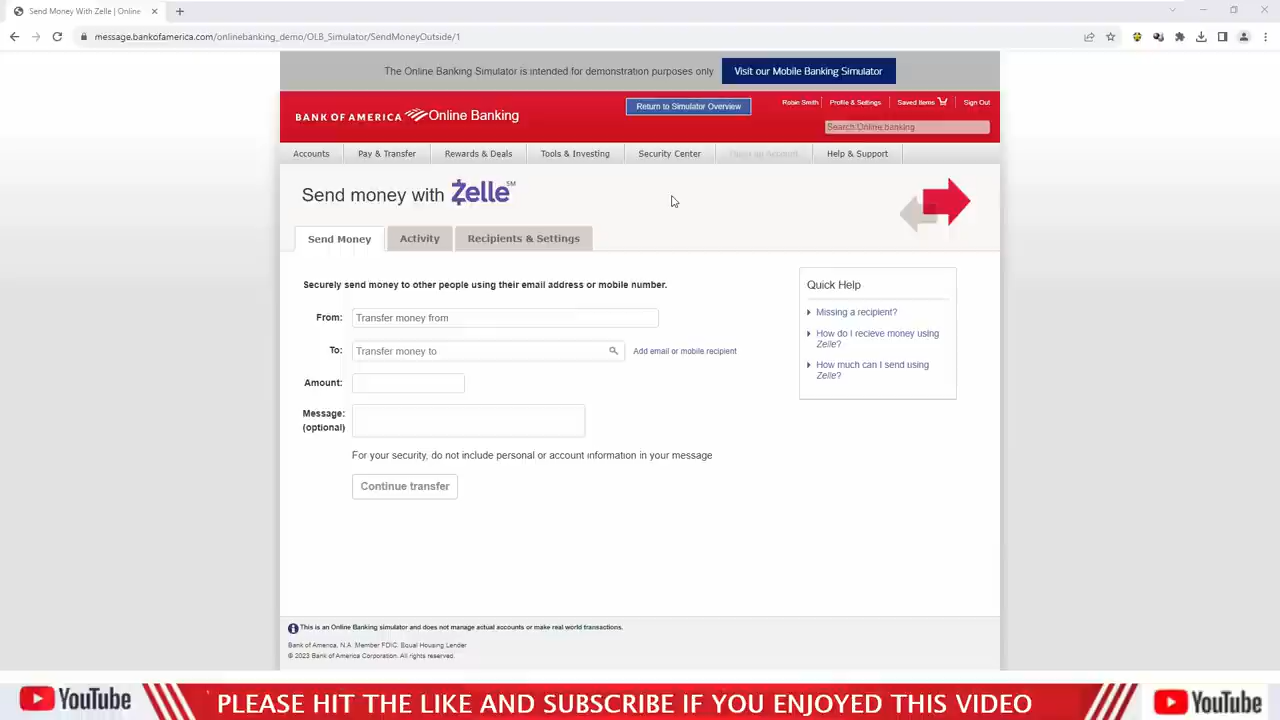 Send Money With Zelle | Online
message.bankofamerica.com/onlinebanking_demo/OLB_Simulator/SendMoneyOutside/1
The Online Banking Simulator is intended for demonstration purposes only
Visit our Mobile Banking Simulator
BANK OF AMERICA Online Banking
Return to Simulator Overview
Robin Smith Profile & Settings Saved Items Sign Out
Search Online banking
Accounts Pay & Transfer Rewards & Deals Tools & Investing Security Center Open an Account Help & Support
Send money with Zelle℠
Send Money Activity Recipients & Settings
Securely send money to other people using their email address or mobile number.
From: Transfer money from
To: Transfer money to Add email or mobile recipient
Amount:
Message:
(optional)
For your security, do not include personal or account information in your message
Continue transfer
Quick Help
Missing a recipient?
How do I recieve money using
Zelle?
How much can I send using
Zelle?
This is an Online Banking simulator and does not manage actual accounts or make real world transactions.
Bank of America, N.A. Member FDIC. Equal Housing Lender
© 2023 Bank of America Corporation. All rights reserved.
YouTube PLEASE HIT THE LIKE AND SUBSCRIBE IF YOU ENJOYED THIS VIDEO YouTube